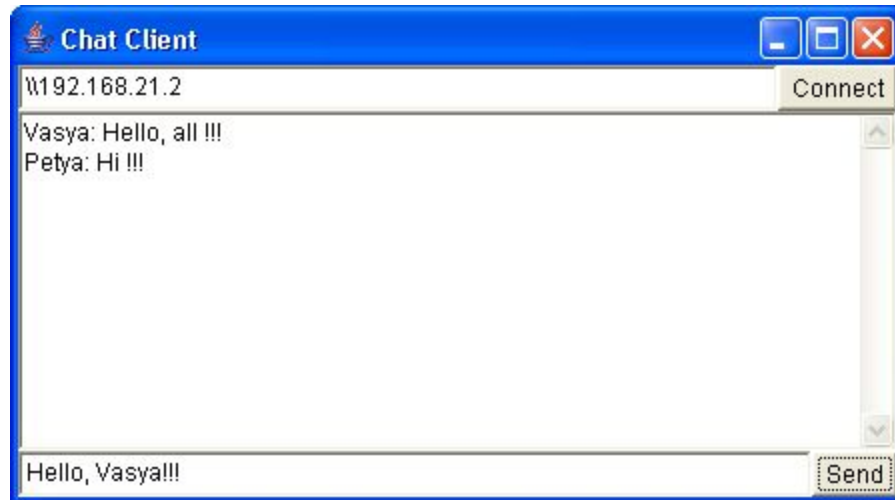 Chat Client
\\192.168.21.2
Connect
Vasya: Hello, all !!!
Petya: Hi !!!
Hello, Vasya!!!
Send